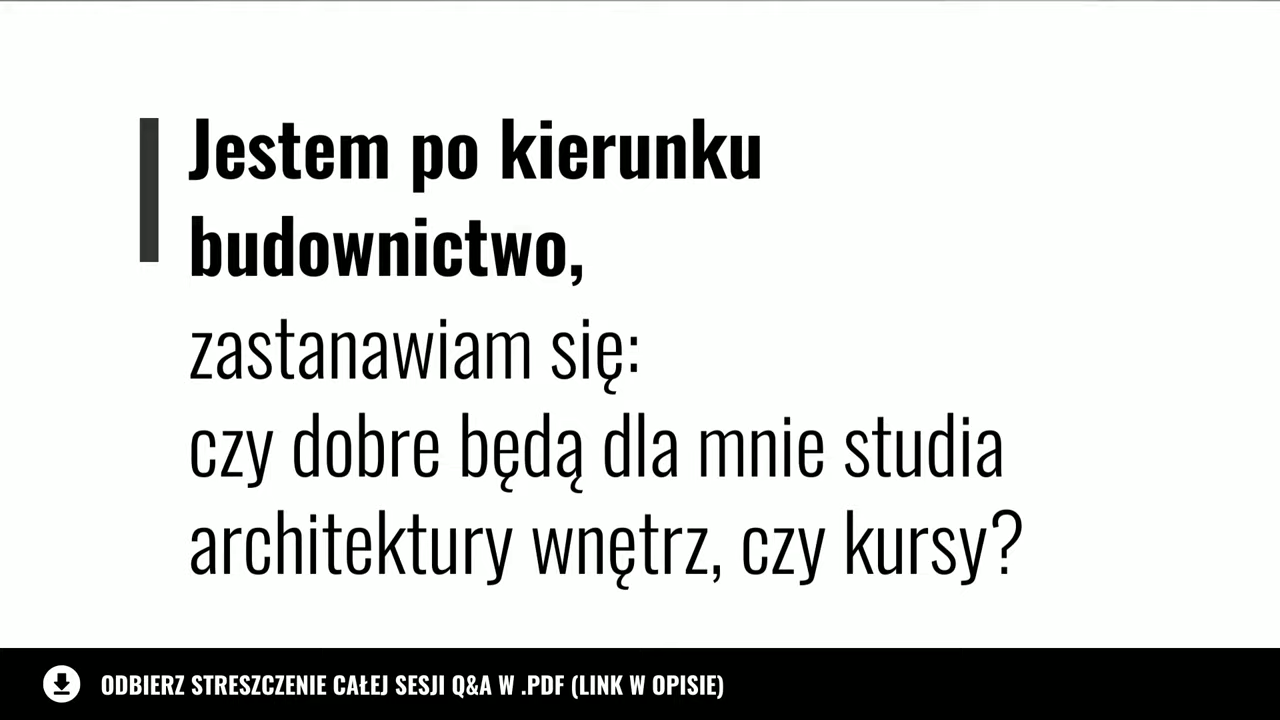 Jestem po kierunku
budownictwo,
zastanawiam się:
czy dobre będą dla mnie studia
architektury wnętrz, czy kursy?
ODBIERZ STRESZCZENIE CAŁEJ SESJI Q&A W .PDF (LINK W OPISIE)